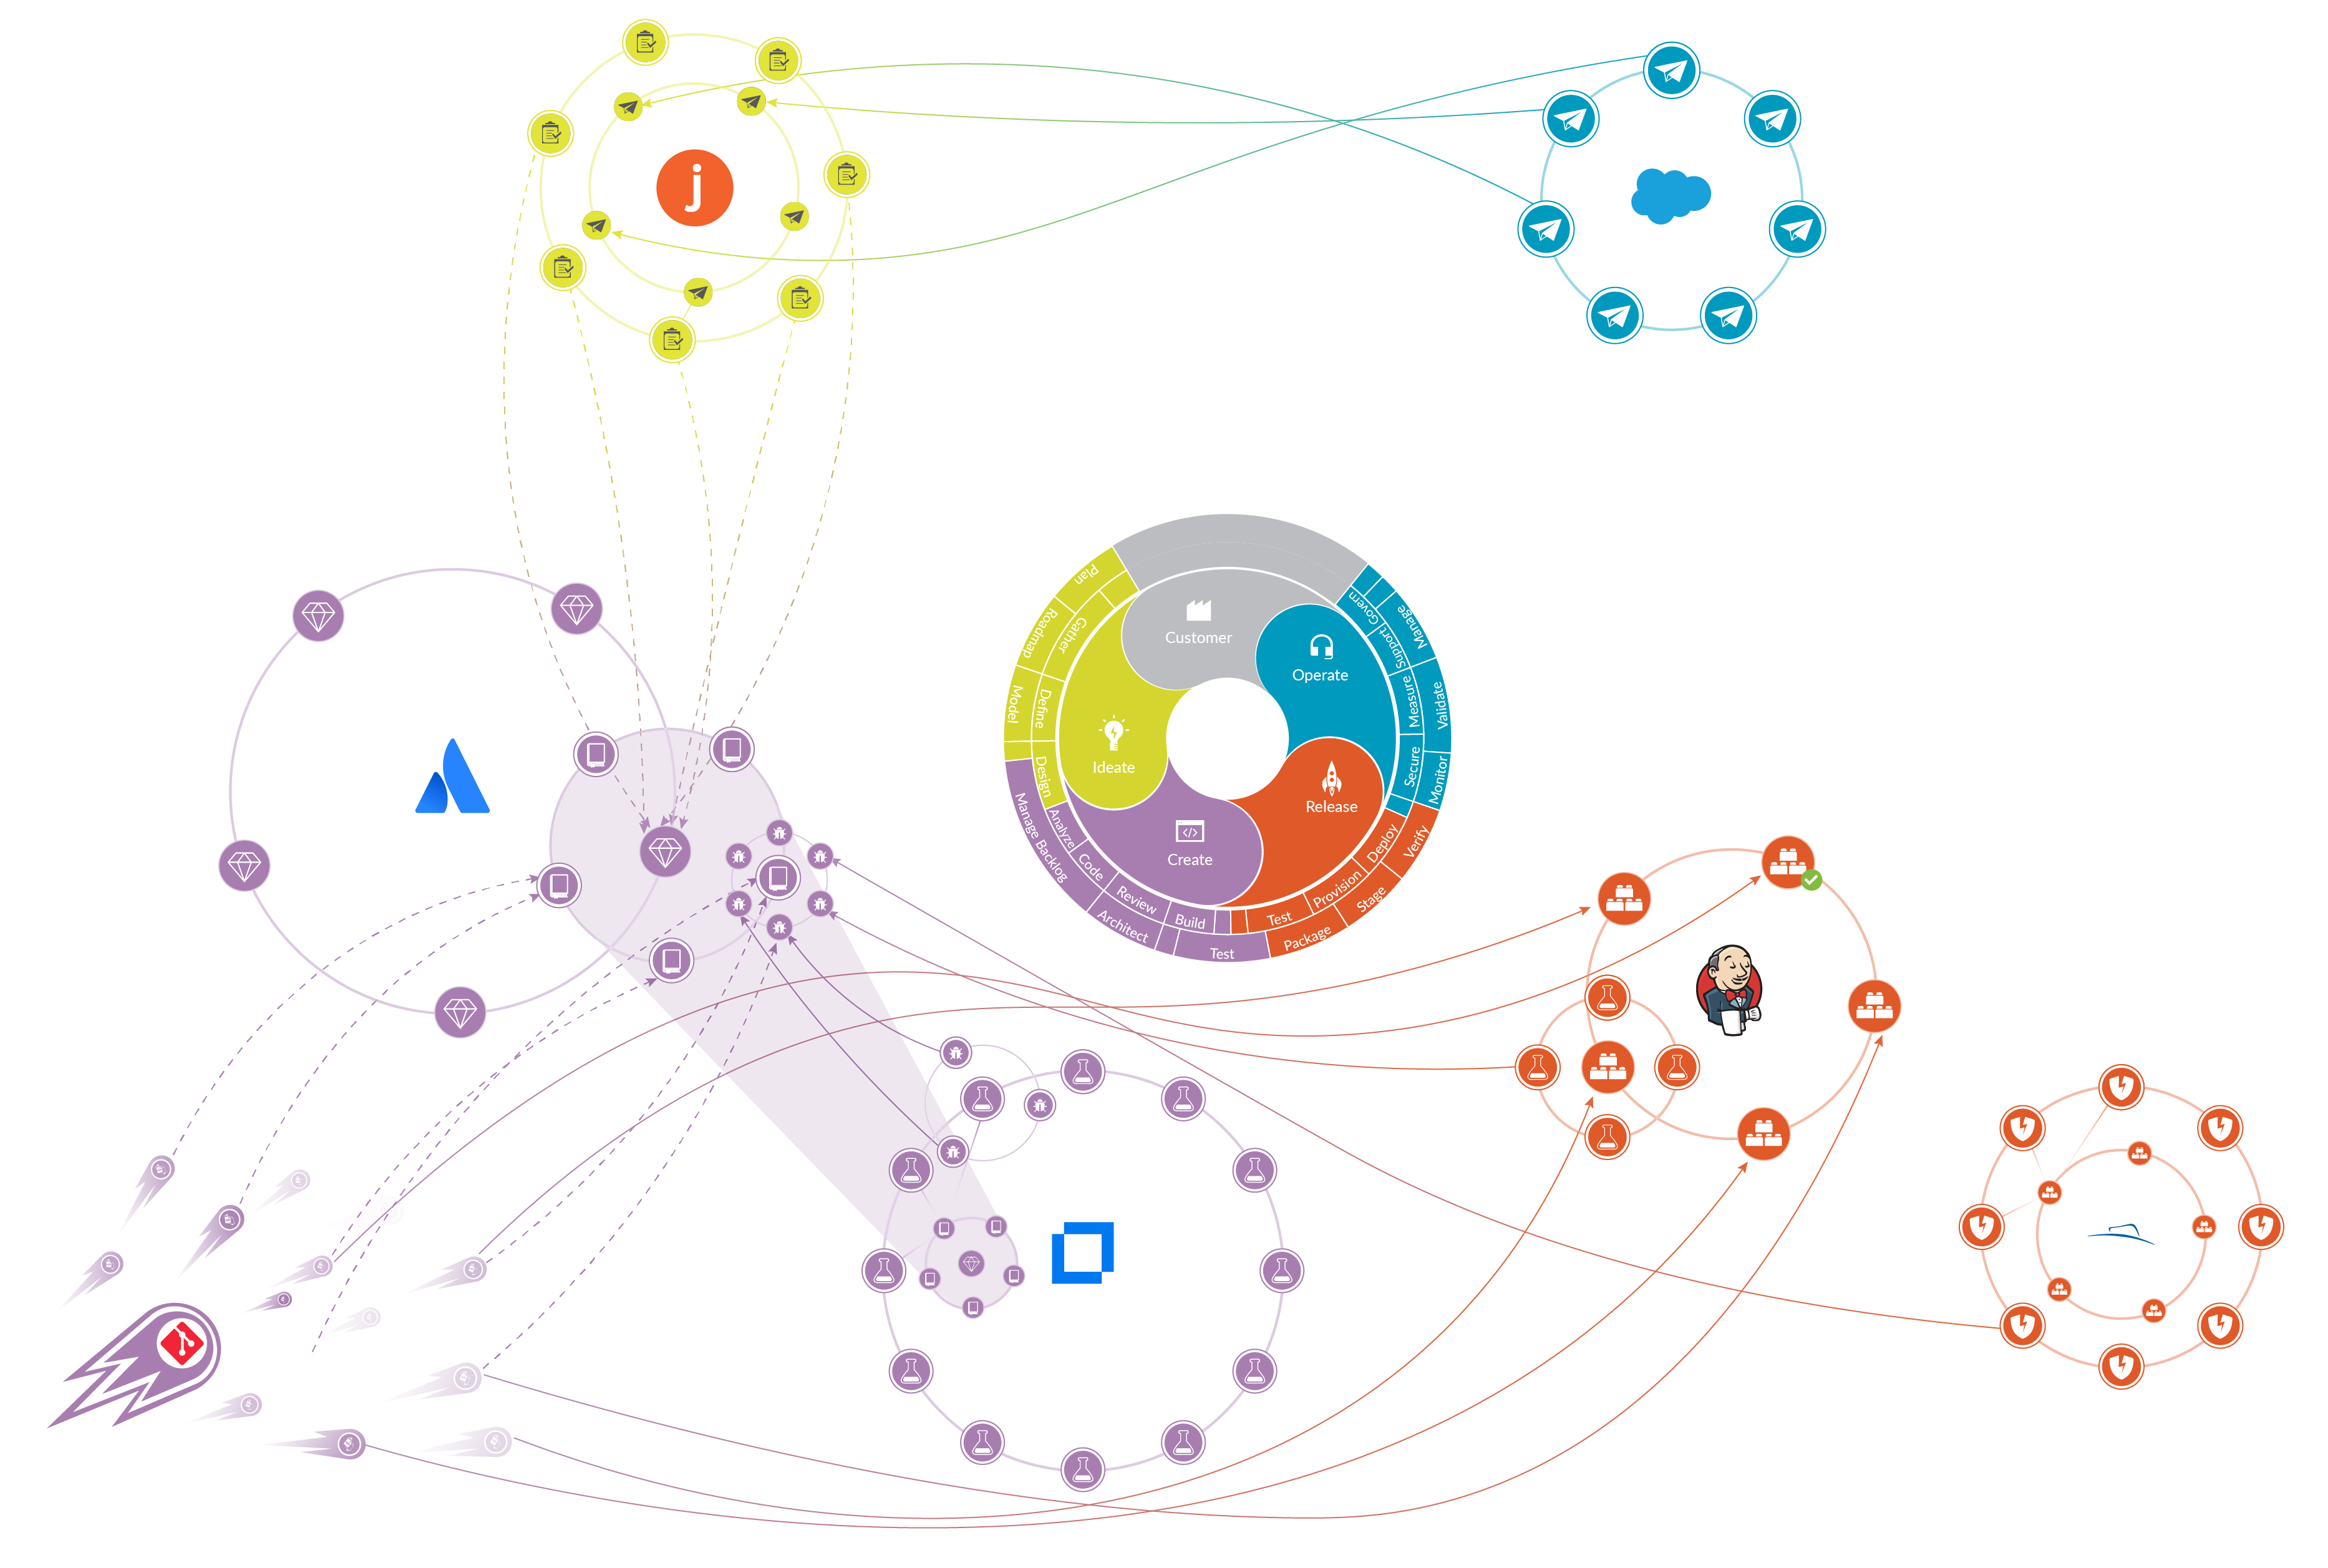 j
Customer
Operate
Release
Create
Ideate
Plan
Roadmap
Model
Gather
Define
Design
Manage Backlog
Architect
Test
Analyze
Code
Review
Build
Test
Provision
Deploy
Package
Stage
Verify
Govern
Support
Measure
Secure
Manage
Validate
Monitor